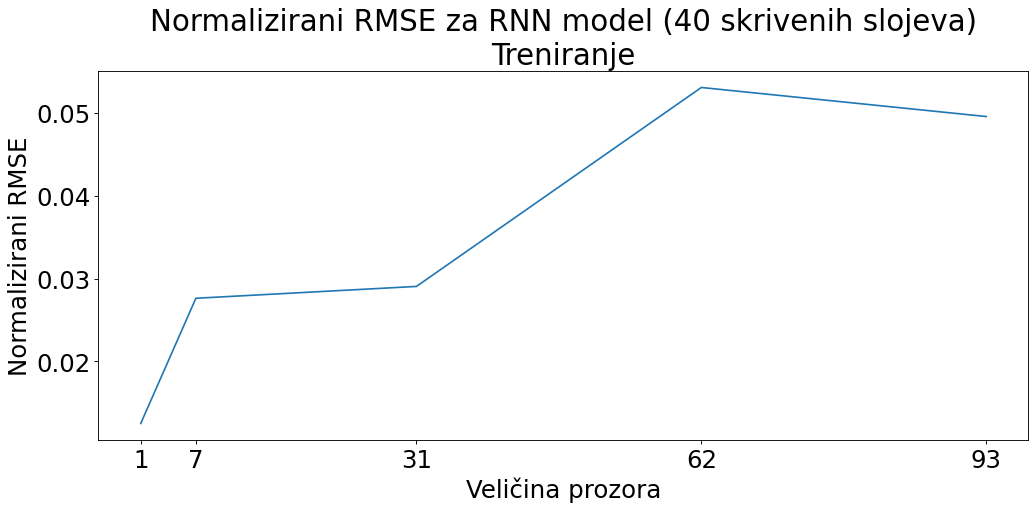 Normalizirani RMSE za RNN model (40 skrivenih slojeva)
Treniranje
Normalizirani RMSE
0.05
0.04
0.03
0.02
1 7 31 62 93
Veličina prozora